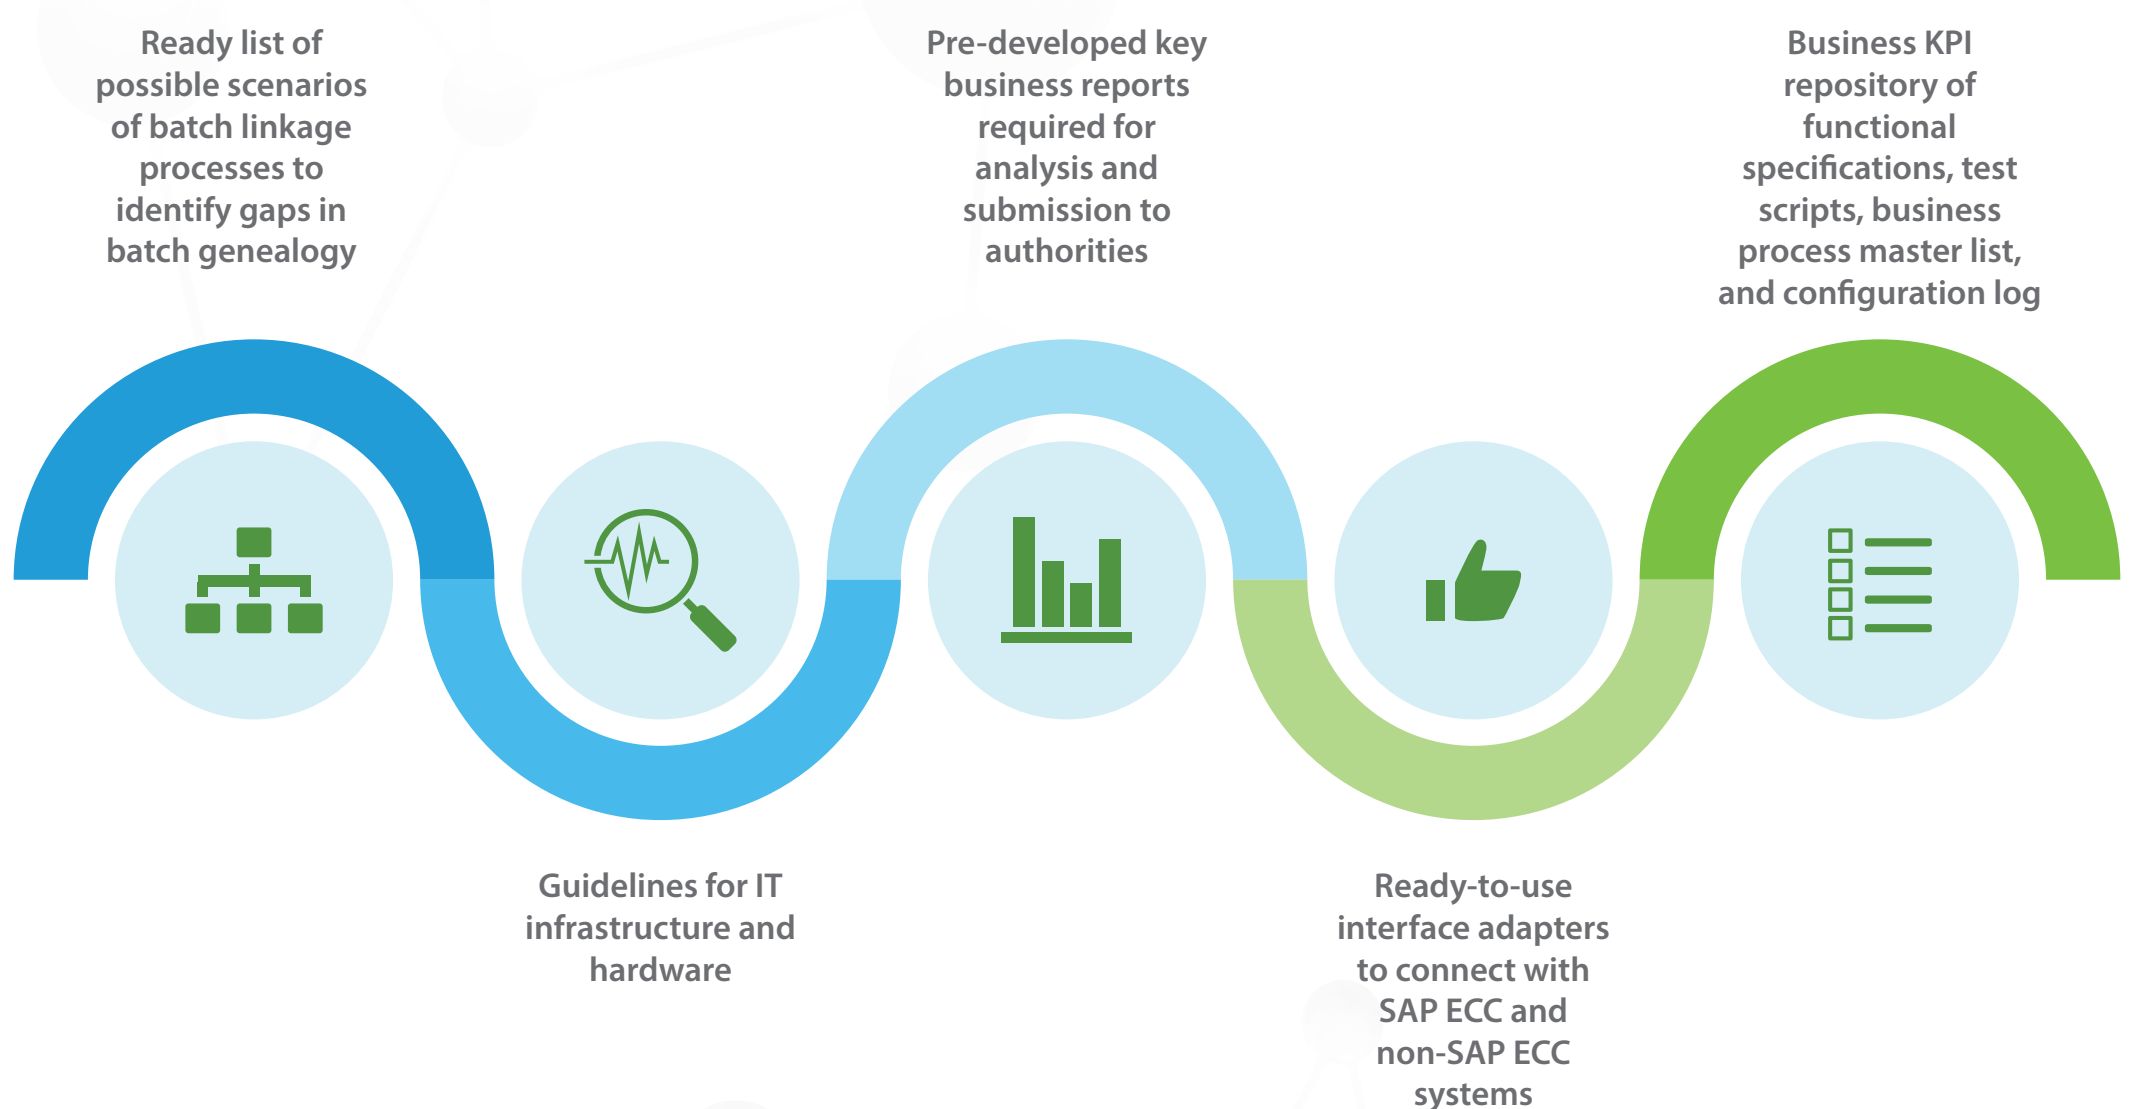 Ready list of
possible scenarios
of batch linkage
processes to
identify gaps in
batch genealogy
Guidelines for IT
infrastructure and
hardware
Pre-developed key
business reports
required for
analysis and
submission to
authorities
Ready-to-use
interface adapters
to connect with
SAP ECC and
non-SAP ECC
systems
Business KPI
repository of
functional
specifications, test
scripts, business
process master list,
and configuration log